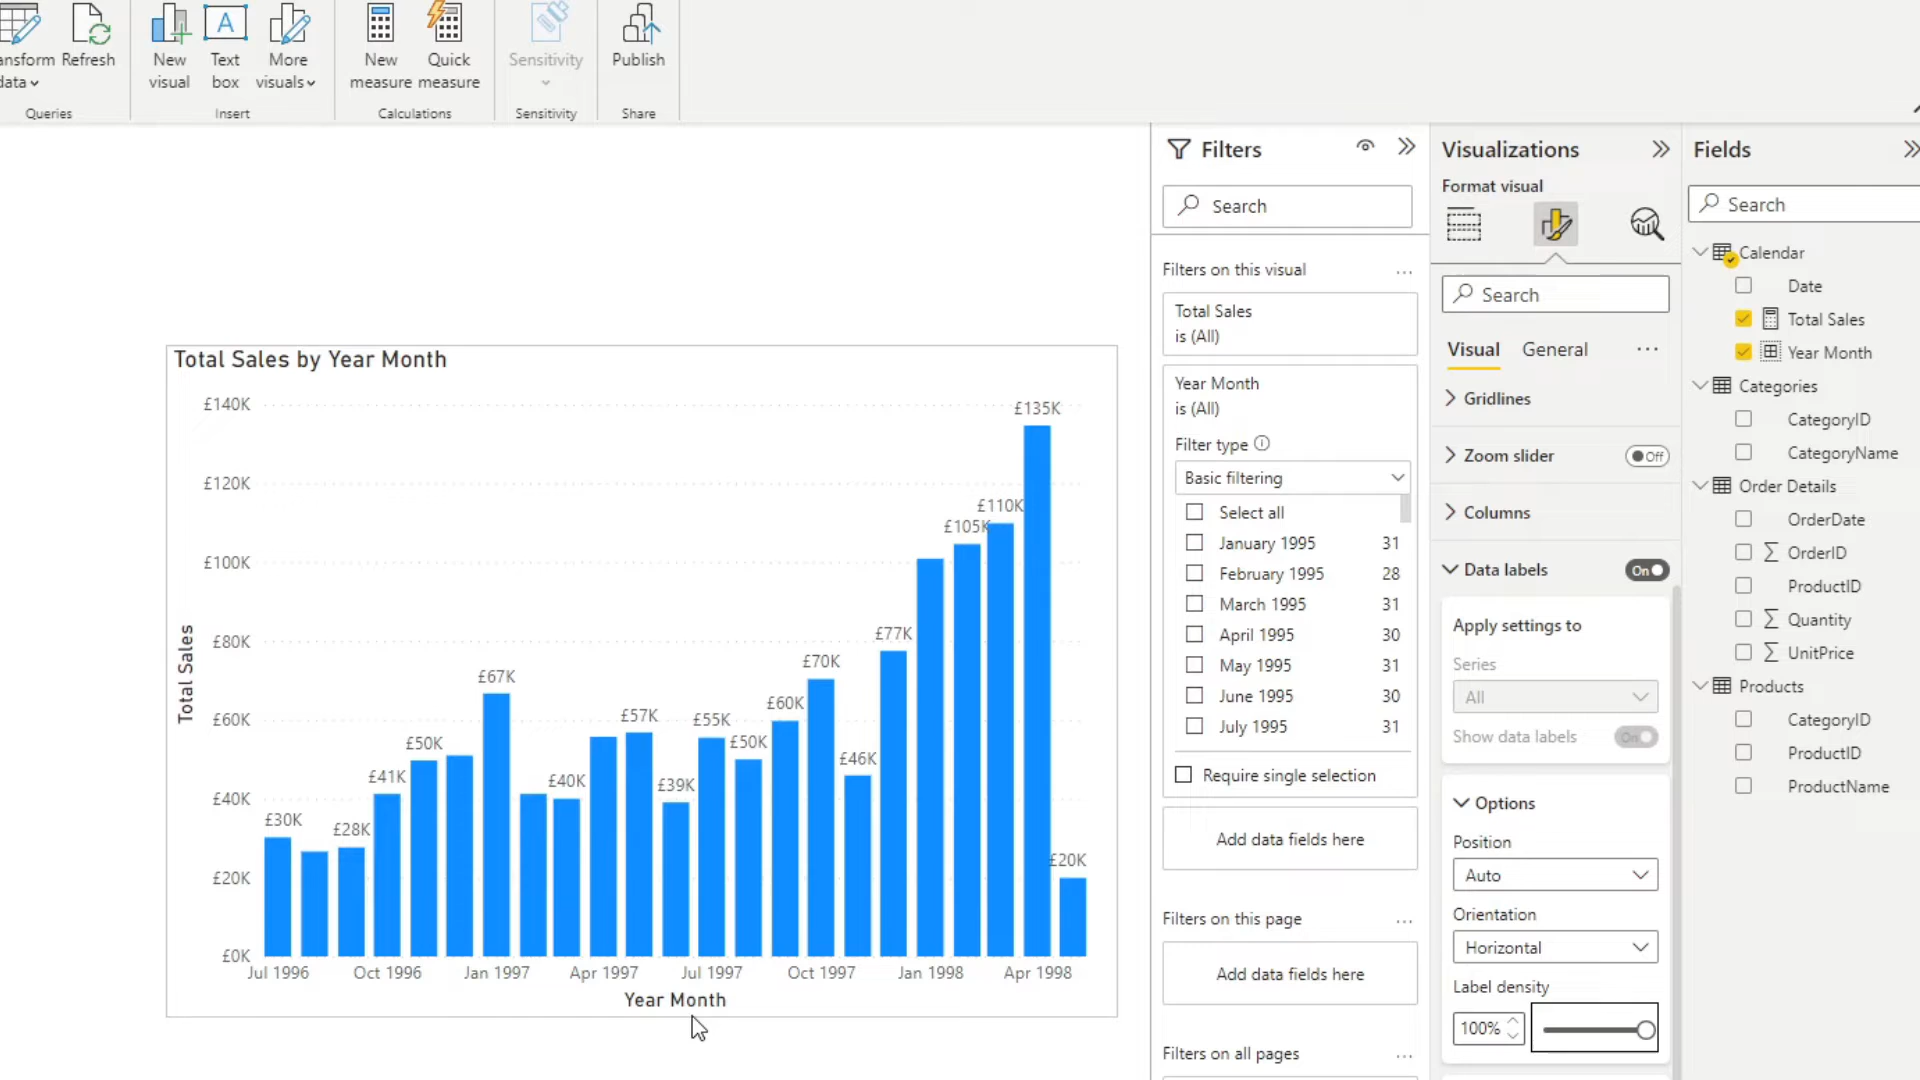 ansform
data
Refresh
Queries
New
visual
Text
box
More
visuals
Insert
New
measure
Quick
measure
Calculations
Sensitivity
Sensitivity
Publish
Share
Total Sales by Year Month
£140K
£120K
£100K
£80K
£60K
£40K
£20K
£0K
Total Sales
£30K
£28K
£41K
£50K
£67K
£40K
£57K
£39K
£55K
£50K
£60K
£70K
£46K
£77K
£105K
£110K
£135K
£20K
Jul 1996
Oct 1996
Jan 1997
Apr 1997
Jul 1997
Oct 1997
Jan 1998
Apr 1998
Year Month
Filters
Search
Filters on this visual
...
Total Sales
is (All)
Year Month
is (All)
Filter type
Basic filtering
Select all
January 1995 31
February 1995 28
March 1995 31
April 1995 30
May 1995 31
June 1995 30
July 1995 31
Require single selection
Add data fields here
Filters on this page
...
Add data fields here
Filters on all pages
...
Visualizations
Format visual
Search
Visual General ...
Gridlines
Zoom slider Off
Columns
Data labels On
Apply settings to
Series
All
Show data labels On
Options
Position
Auto
Orientation
Horizontal
Label density
100%
Fields
Search
Calendar
Date
Total Sales
Year Month
Categories
CategoryID
CategoryName
Order Details
OrderDate
OrderID
ProductID
Quantity
UnitPrice
Products
CategoryID
ProductID
ProductName